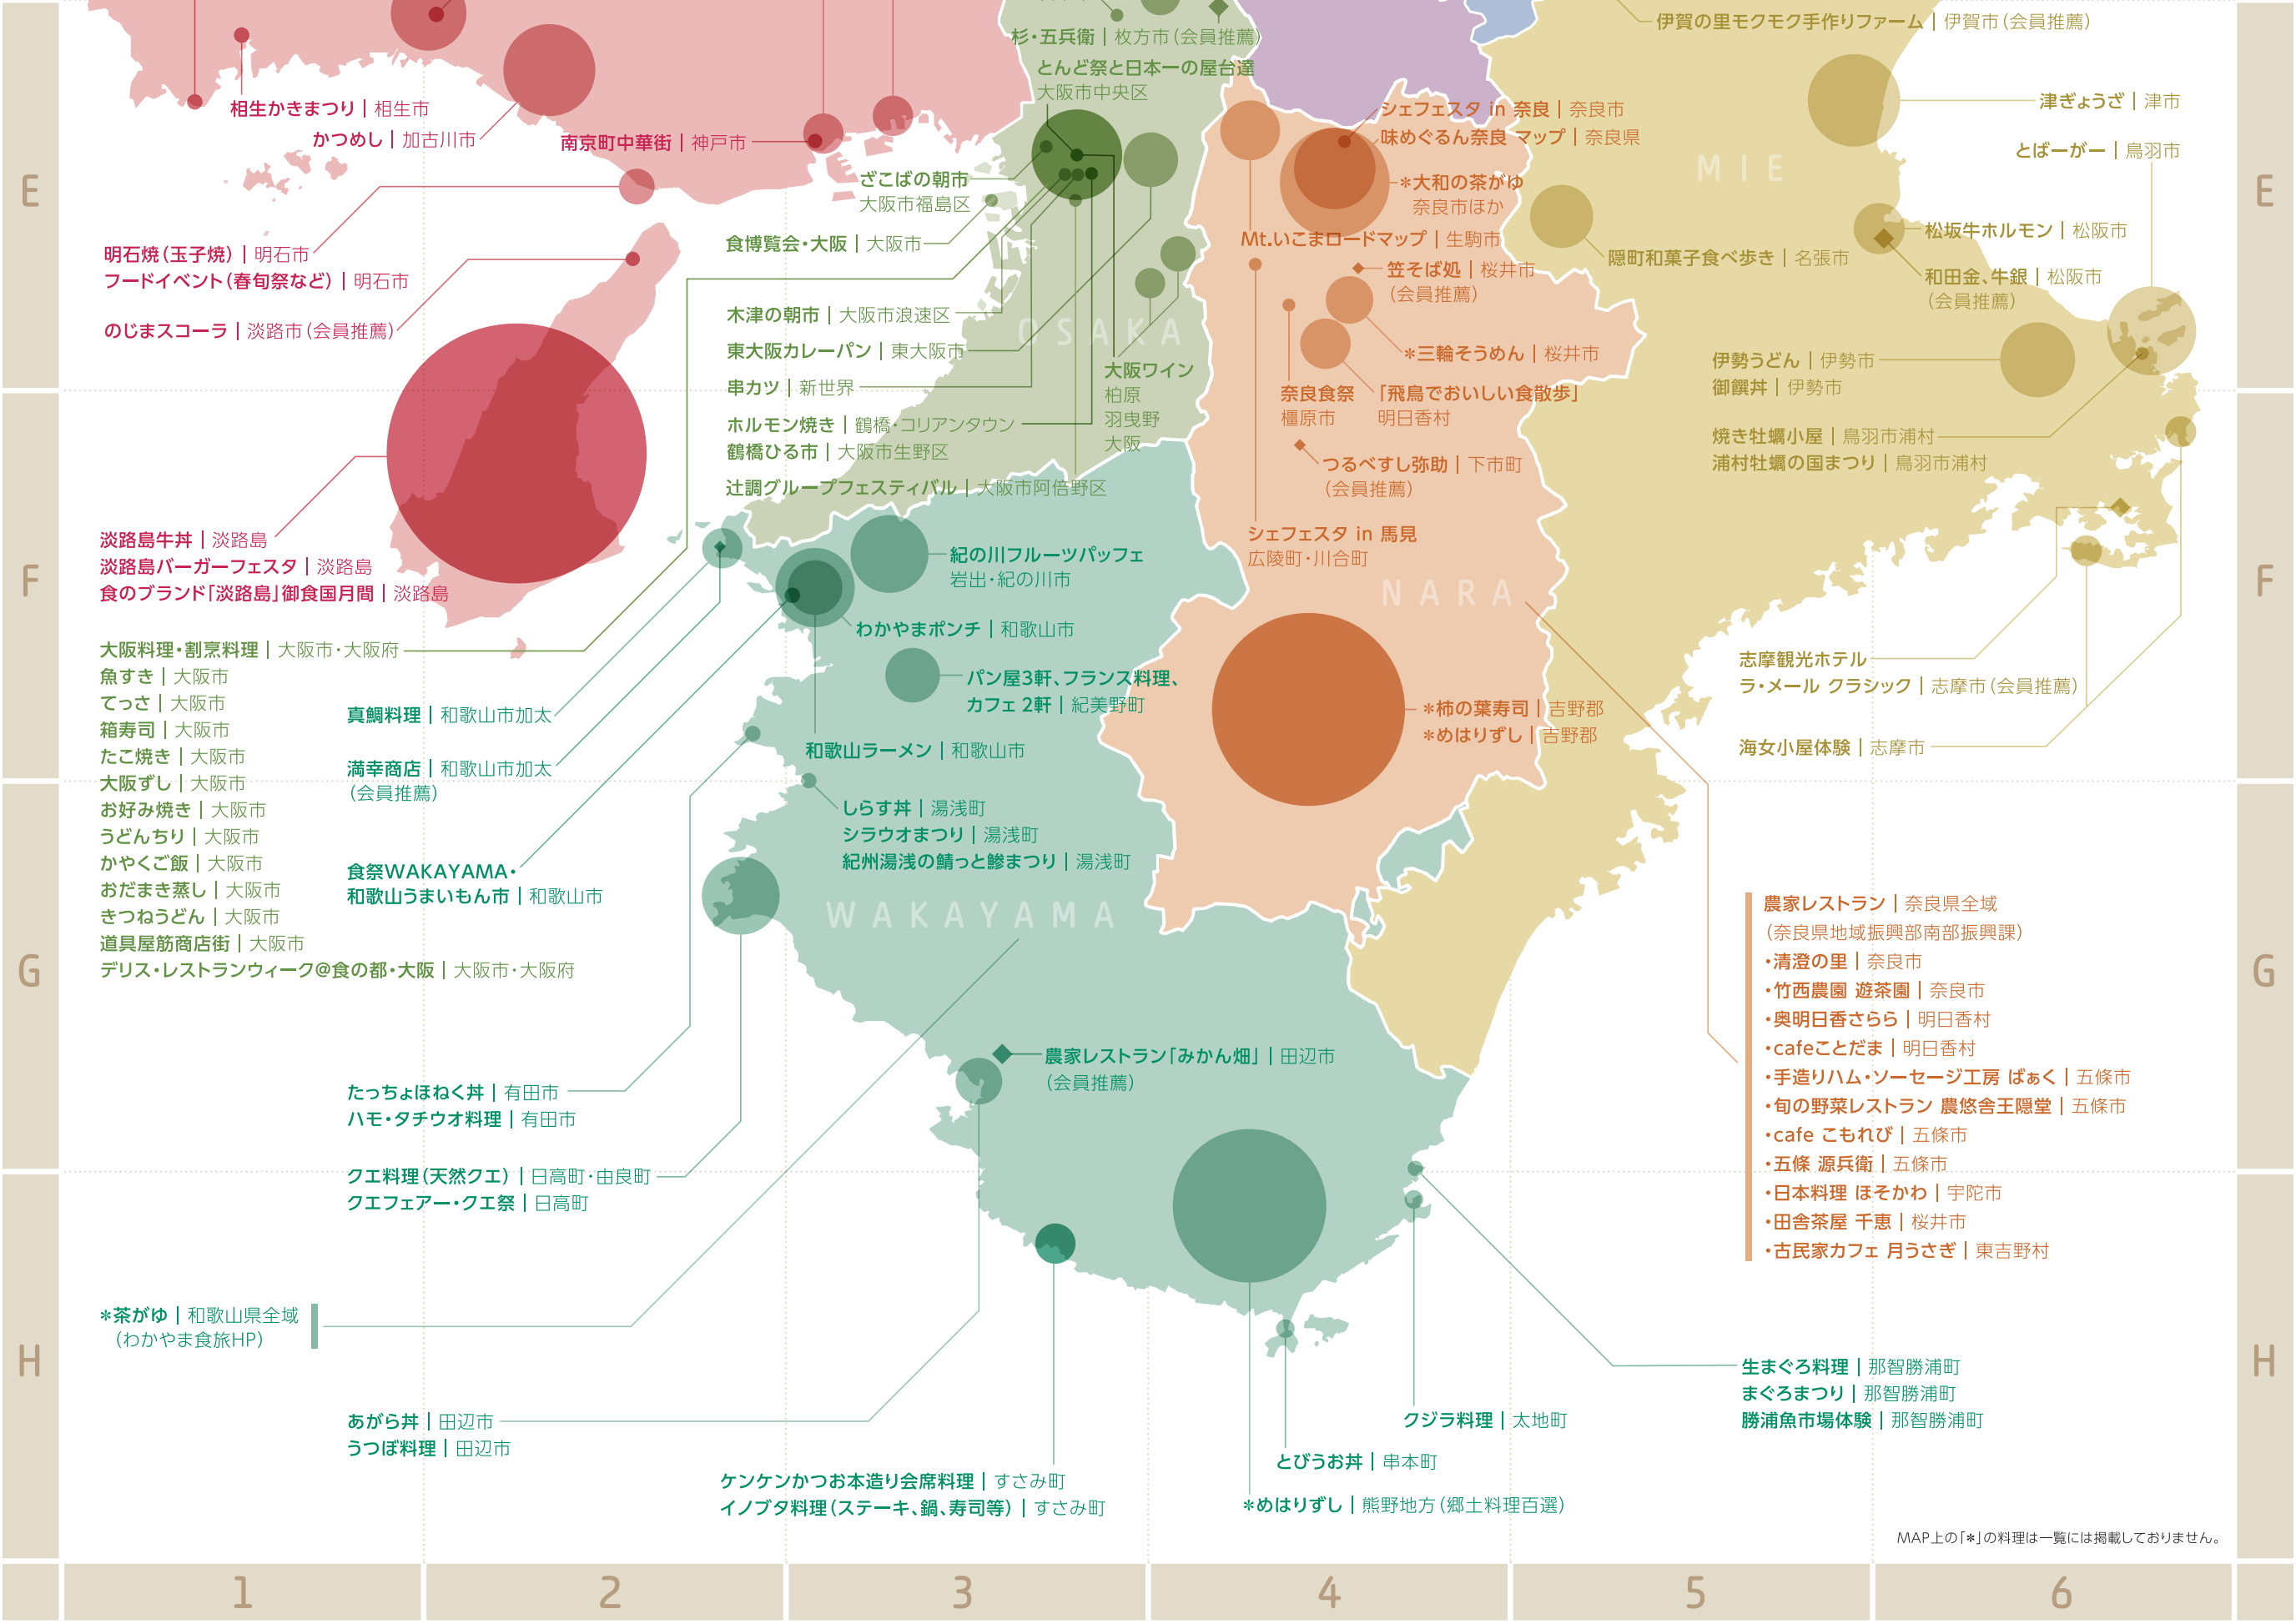 伊賀の里モクモク手作りファーム｜伊賀市（会員推薦）
杉・五兵衛｜枚方市（会員推薦）
とんど祭と日本一の屋台達
大阪市中央区
相生かきまつり｜相生市
かつめし｜加古川市
南京町中華街｜神戸市
シェフェスタ in 奈良｜奈良市
味めぐるん奈良 マップ｜奈良県
津ぎょうざ｜津市
とばーがー｜鳥羽市
MIE
E
E
ざこばの朝市
大阪市福島区
＊大和の茶がゆ
奈良市ほか
食博覧会・大阪｜大阪市
Mt.いこまロードマップ｜生駒市
松坂牛ホルモン｜松阪市
隠町和菓子食べ歩き｜名張市
和田金、牛銀｜松阪市
（会員推薦）
明石焼（玉子焼）｜明石市
フードイベント（春旬祭など）｜明石市
笠そば処｜桜井市
（会員推薦）
のじまスコーラ｜淡路市（会員推薦）
木津の朝市｜大阪市浪速区
OSAKA
東大阪カレーパン｜東大阪市
串カツ｜新世界
大阪ワイン
柏原
羽曳野
大阪
＊三輪そうめん｜桜井市
奈良食祭
橿原市
「飛鳥でおいしい食散歩」
明日香村
伊勢うどん｜伊勢市
御饌丼｜伊勢市
ホルモン焼き｜鶴橋・コリアンタウン
鶴橋ひる市｜大阪市生野区
焼き牡蠣小屋｜鳥羽市浦村
浦村牡蠣の国まつり｜鳥羽市浦村
つるべすし弥助｜下市町
（会員推薦）
辻調グループフェスティバル｜大阪市阿倍野区
シェフェスタ in 馬見
広陵町・川合町
淡路島牛丼｜淡路島
淡路島バーガーフェスタ｜淡路島
食のブランド「淡路島」御食国月間｜淡路島
紀の川フルーツパッフェ
岩出・紀の川市
NARA
F
F
わかやまポンチ｜和歌山市
大阪料理・割烹料理｜大阪市・大阪府
魚すき｜大阪市
てっさ｜大阪市
箱寿司｜大阪市
たこ焼き｜大阪市
大阪ずし｜大阪市
お好み焼き｜大阪市
うどんちり｜大阪市
かやくご飯｜大阪市
おだまき蒸し｜大阪市
きつねうどん｜大阪市
道具屋筋商店街｜大阪市
デリス・レストランウィーク@食の都・大阪｜大阪市・大阪府
真鯛料理｜和歌山市加太
満幸商店｜和歌山市加太
（会員推薦）
食祭WAKAYAMA・
和歌山うまいもん市｜和歌山市
パン屋3軒、フランス料理、
カフェ 2軒｜紀美野町
和歌山ラーメン｜和歌山市
＊柿の葉寿司｜吉野郡
＊めはりずし｜吉野郡
志摩観光ホテル
ラ・メール クラシック｜志摩市（会員推薦）
海女小屋体験｜志摩市
しらす丼｜湯浅町
シラウオまつり｜湯浅町
紀州湯浅の鯖っと鰺まつり｜湯浅町
WAKAYAMA
農家レストラン｜奈良県全域
（奈良県地域振興部南部振興課）
・清澄の里｜奈良市
・竹西農園 遊茶園｜奈良市
・奥明日香さらら｜明日香村
・cafeことだま｜明日香村
・手造りハム・ソーセージ工房 ばぁく｜五條市
・旬の野菜レストラン 農悠舎王隠堂｜五條市
・cafe こもれび｜五條市
・五條 源兵衛｜五條市
・日本料理 ほそかわ｜宇陀市
・田舎茶屋 千恵｜桜井市
・古民家カフェ 月うさぎ｜東吉野村
G
G
農家レストラン「みかん畑」｜田辺市
（会員推薦）
たっちょほねく丼｜有田市
ハモ・タチウオ料理｜有田市
クエ料理（天然クエ）｜日高町・由良町
クエフェアー・クエ祭｜日高町
＊茶がゆ｜和歌山県全域
（わかやま食旅HP）
H
H
あがら丼｜田辺市
うつぼ料理｜田辺市
生まぐろ料理｜那智勝浦町
まぐろまつり｜那智勝浦町
勝浦魚市場体験｜那智勝浦町
クジラ料理｜太地町
とびうお丼｜串本町
ケンケンかつお本造り会席料理｜すさみ町
イノブタ料理（ステーキ、鍋、寿司等）｜すさみ町
＊めはりずし｜熊野地方（郷土料理百選）
MAP上の「＊」の料理は一覧には掲載しておりません。
1
2
3
4
5
6